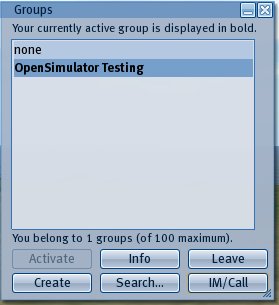 Groups
Your currently active group is displayed in bold.
none
OpenSimulator Testing
You belong to 1 groups (of 100 maximum).
Activate Info Leave
Create Search... IM/Call